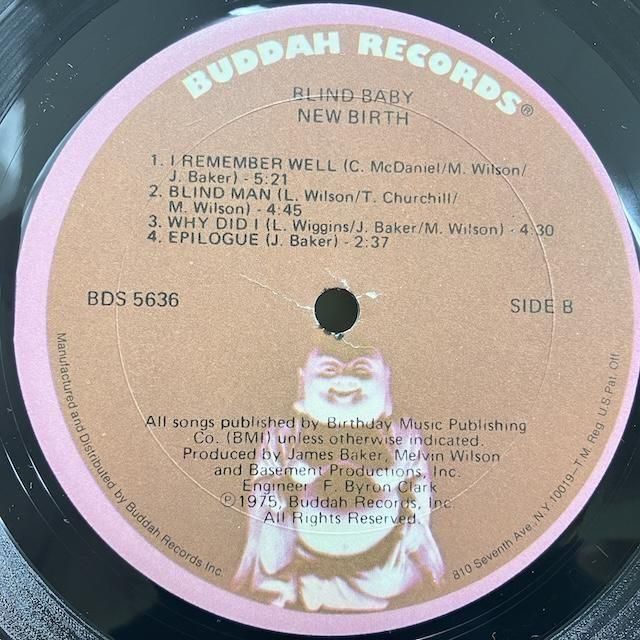 BUDDAH RECORDS®
BLIND BABY
NEW BIRTH
1. I REMEMBER WELL (C. McDaniel/M. Wilson/
J. Baker) - 5:21
2. BLIND MAN (L. Wilson/T. Churchill/
M. Wilson) - 4:45
3. WHY DID I (L. Wiggins/J. Baker/M. Wilson) - 4:30
4. EPILOGUE (J. Baker) - 2:37
BDS 5636
SIDE B
All songs published by Birthday Music Publishing
Co. (BMI) unless otherwise indicated.
Produced by James Baker, Melvin Wilson
and Basement Productions, Inc.
Engineer F. Byron Clark
℗1975, Buddah Records, Inc.
All Rights Reserved.
Manufactured and Distributed by Buddah Records Inc.
810 Seventh Ave., N.Y. 10019—T.M. Reg. U.S. Pat. Off.